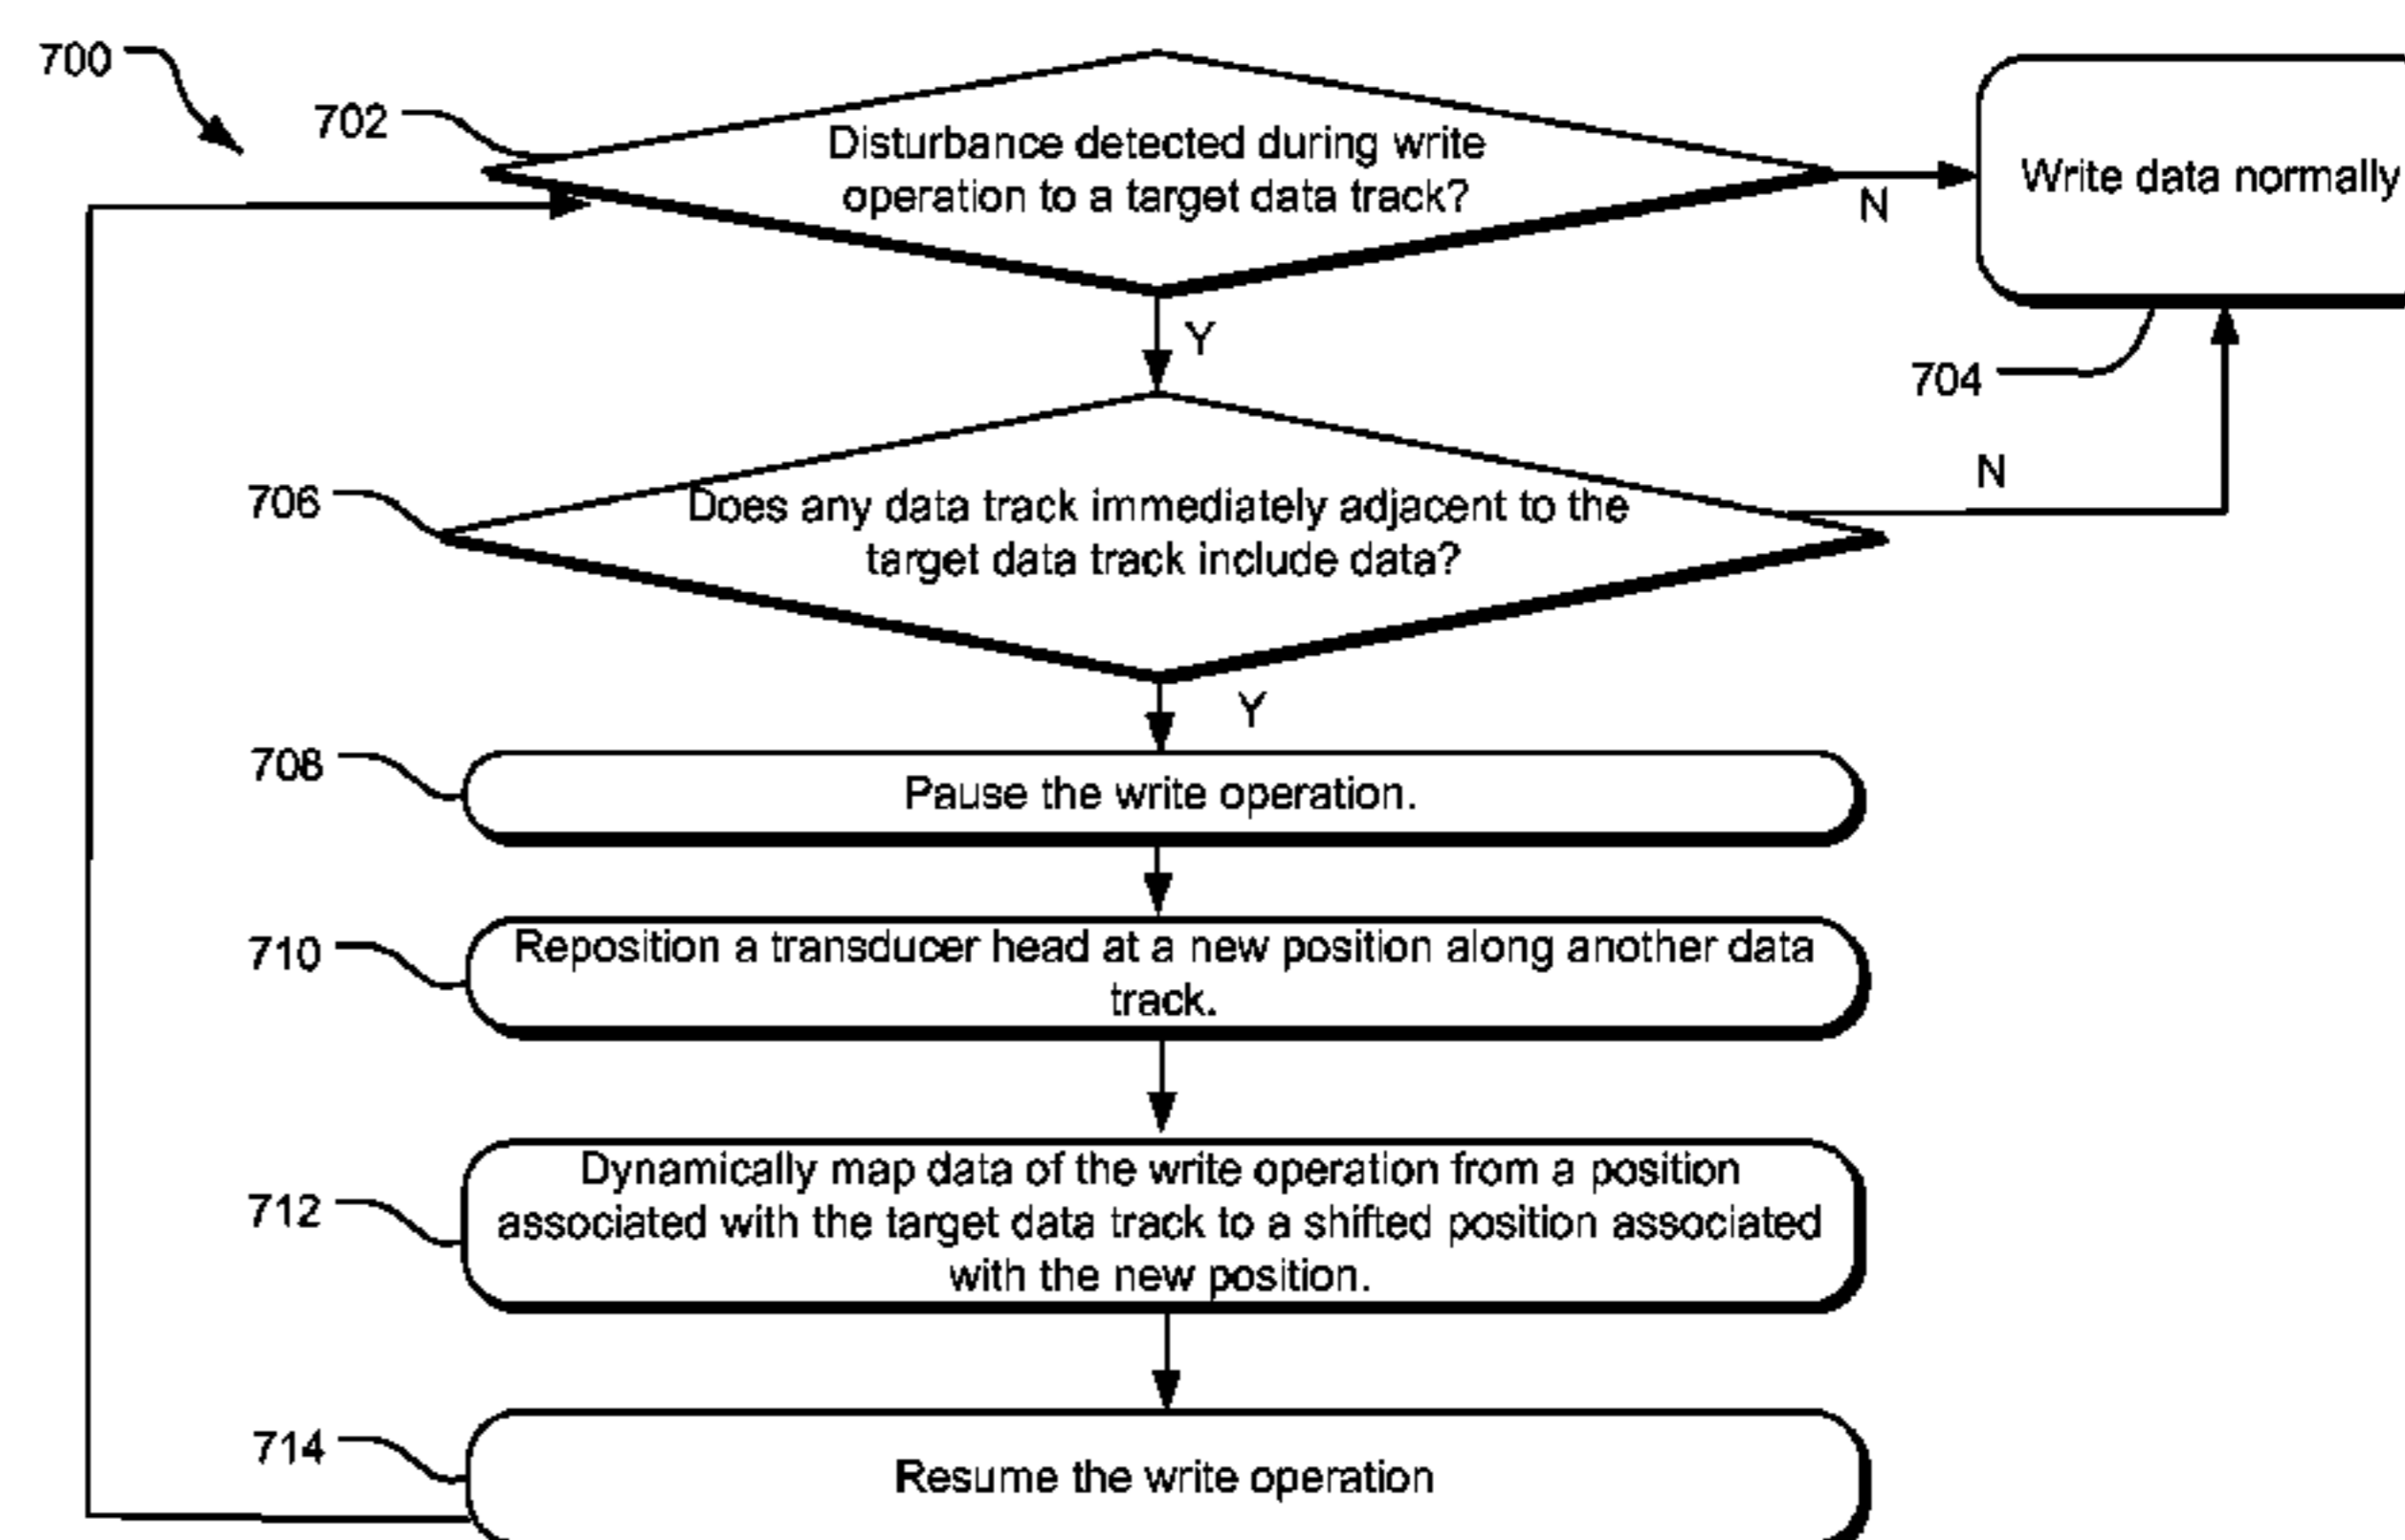 700
702
Disturbance detected during write
operation to a target data track?
N
Write data normally
Y
704
706
Does any data track immediately adjacent to the
target data track include data?
N
Y
708
Pause the write operation.
710
Reposition a transducer head at a new position along another data
track.
712
Dynamically map data of the write operation from a position
associated with the target data track to a shifted position associated
with the new position.
714
Resume the write operation